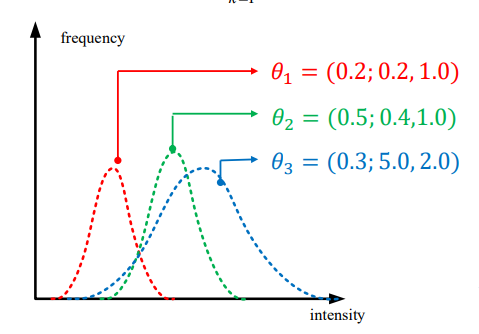 frequency
θ₁ = (0.2; 0.2, 1.0)
θ₂ = (0.5; 0.4,1.0)
θ₃ = (0.3; 5.0, 2.0)
intensity